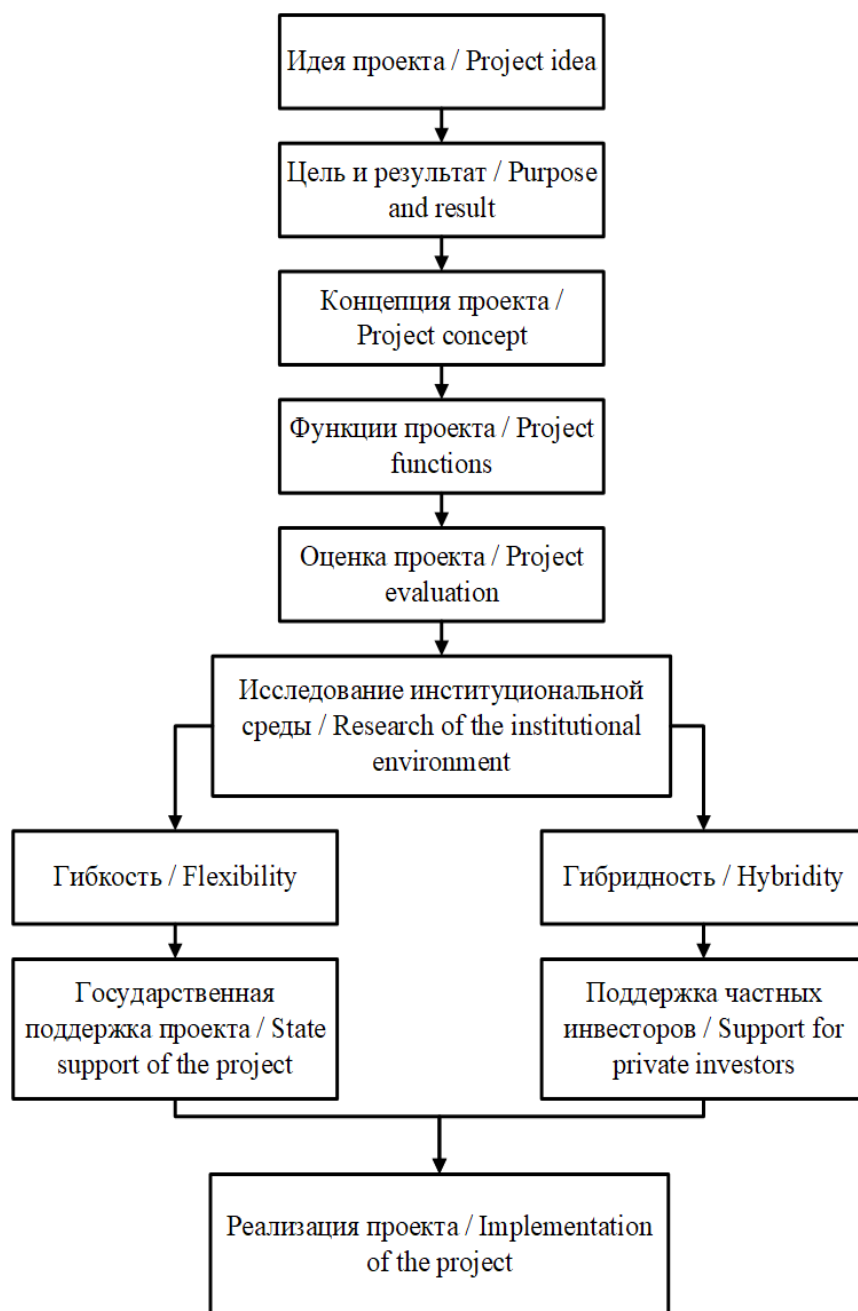 Идея проекта / Project idea
Цель и результат / Purpose
and result
Концепция проекта /
Project concept
Функции проекта / Project
functions
Оценка проекта / Project
evaluation
Исследование институциональной
среды / Research of the institutional
environment
Гибкость / Flexibility
Гибридность / Hybridity
Государственная
поддержка проекта / State
support of the project
Поддержка частных
инвесторов / Support for
private investors
Реализация проекта / Implementation
of the project